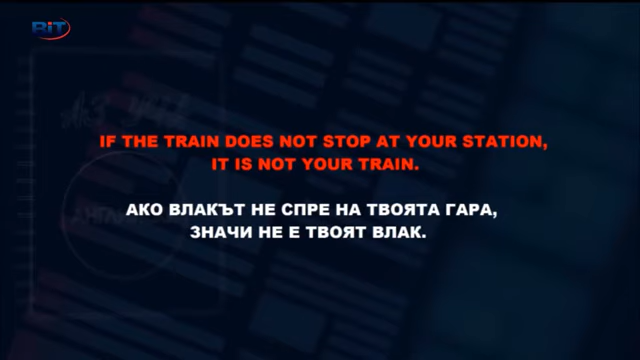 BiT
IF THE TRAIN DOES NOT STOP AT YOUR STATION,
IT IS NOT YOUR TRAIN.
АКО ВЛАКЪТ НЕ СПРЕ НА ТВОЯТА ГАРА,
ЗНАЧИ НЕ Е ТВОЯТ ВЛАК.